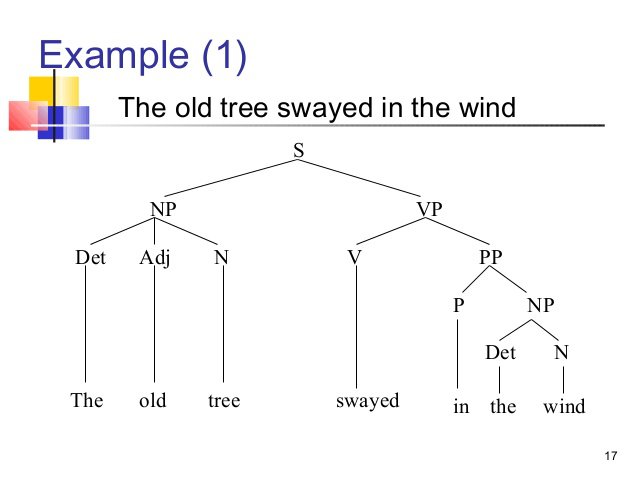 Example (1)
The old tree swayed in the wind
S
NP VP
Det Adj N V PP
P NP
Det N
The old tree swayed in the wind
17